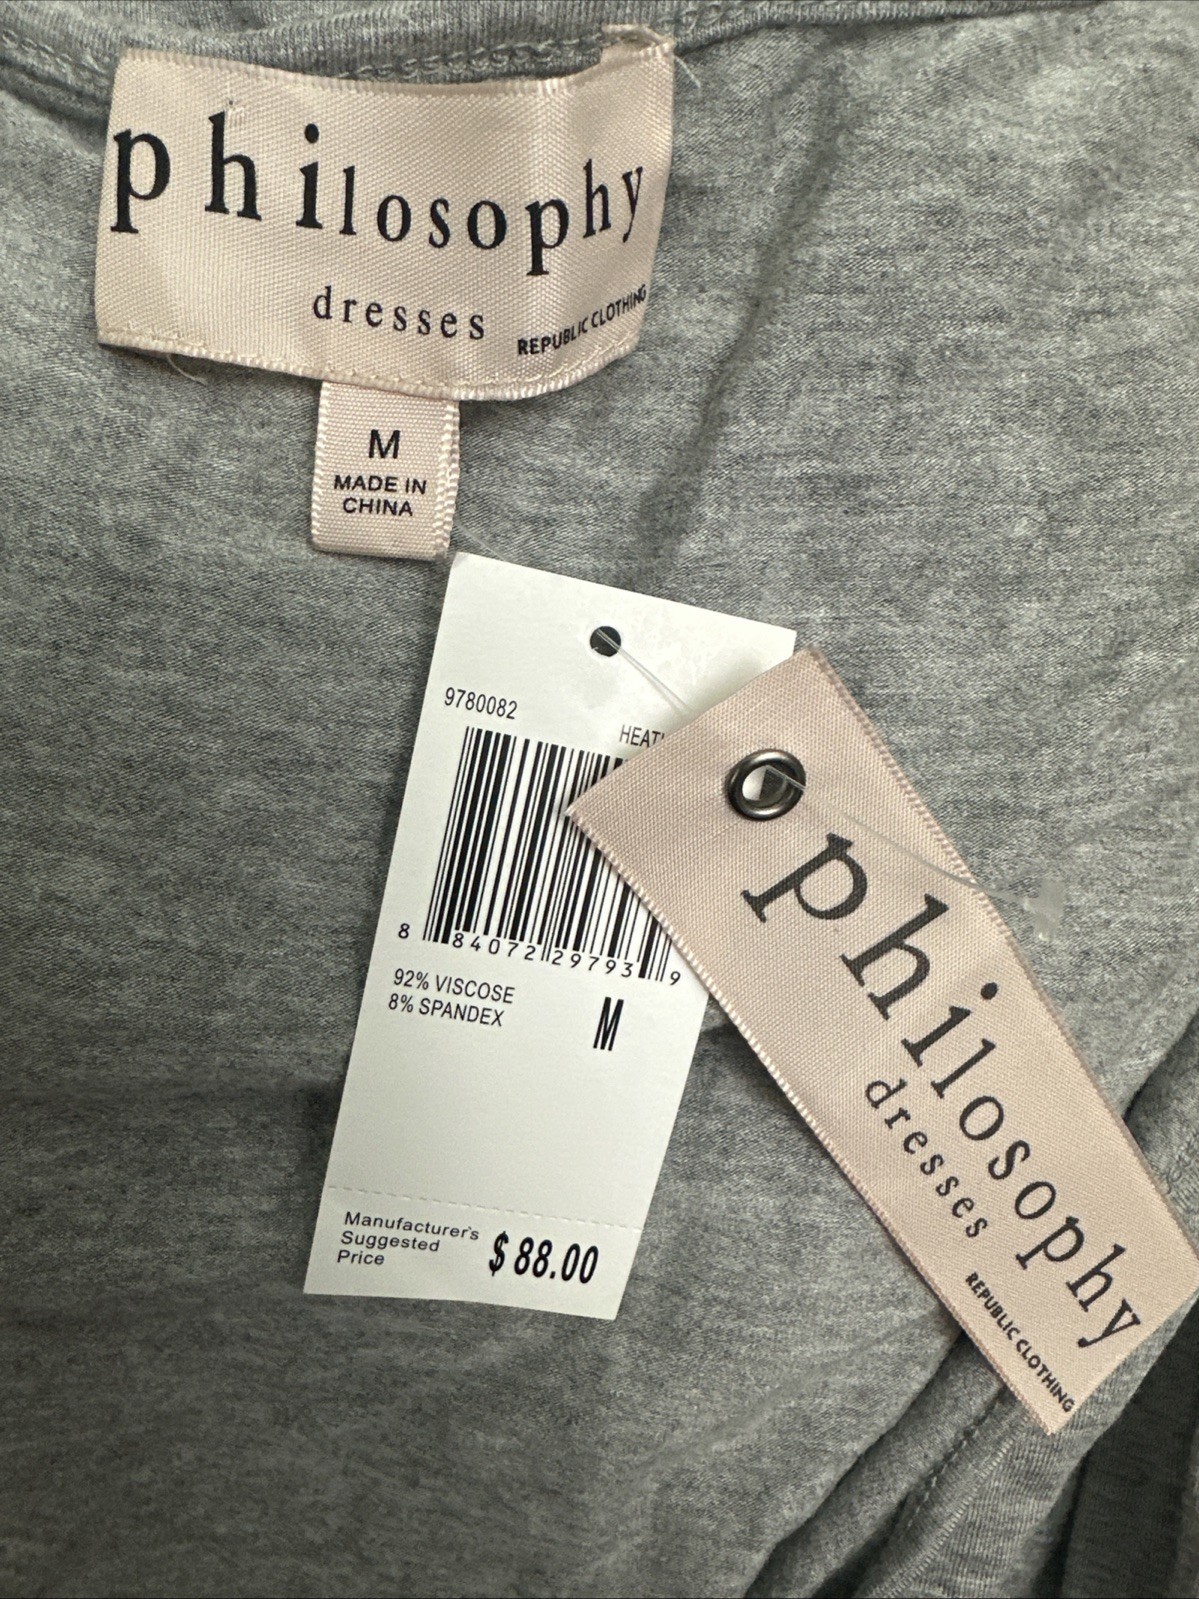 philosophy
dresses
REPUBLIC CLOTHING
M
MADE IN
CHINA
9780082
8 84072 29793 9
92% VISCOSE
8% SPANDEX
M
Manufacturer's
Suggested
Price
$ 88.00
philosophy
dresses
REPUBLIC CLOTHING